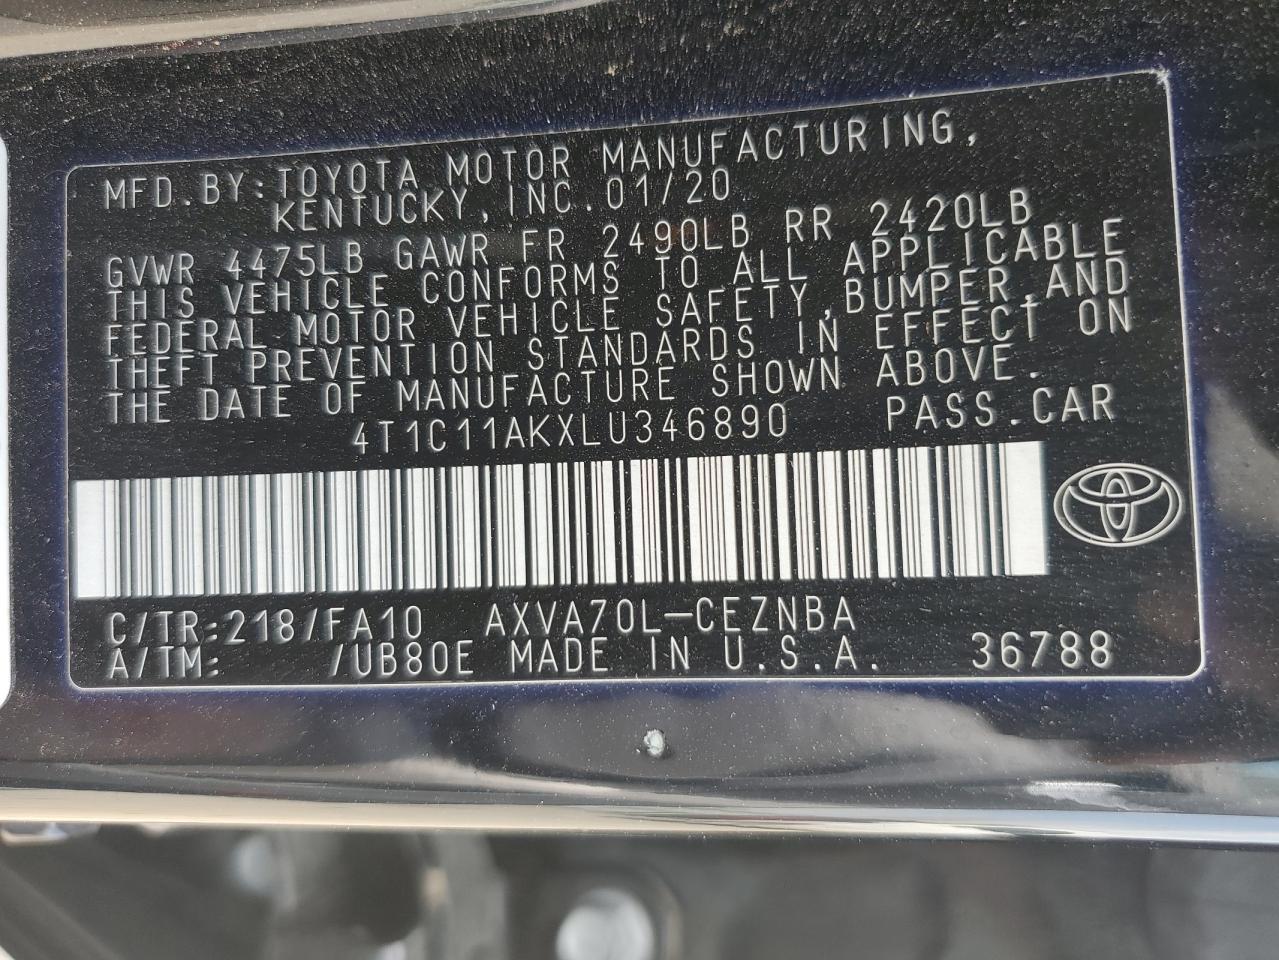 MFD.BY:TOYOTA MOTOR MANUFACTURING,
KENTUCKY,INC.01/20
GVWR 4475LB GAWR FR 2490LB RR 2420LB
THIS VEHICLE CONFORMS TO ALL APPLICABLE
FEDERAL MOTOR VEHICLE SAFETY,BUMPER,AND
THEFT PREVENTION STANDARDS IN EFFECT ON
THE DATE OF MANUFACTURE SHOWN ABOVE.
4T1C11AKXLU346890 PASS.CAR
C/TR:218/FA10 AXVA70L-CEZNBA
A/TM: /UB80E MADE IN U.S.A. 36788